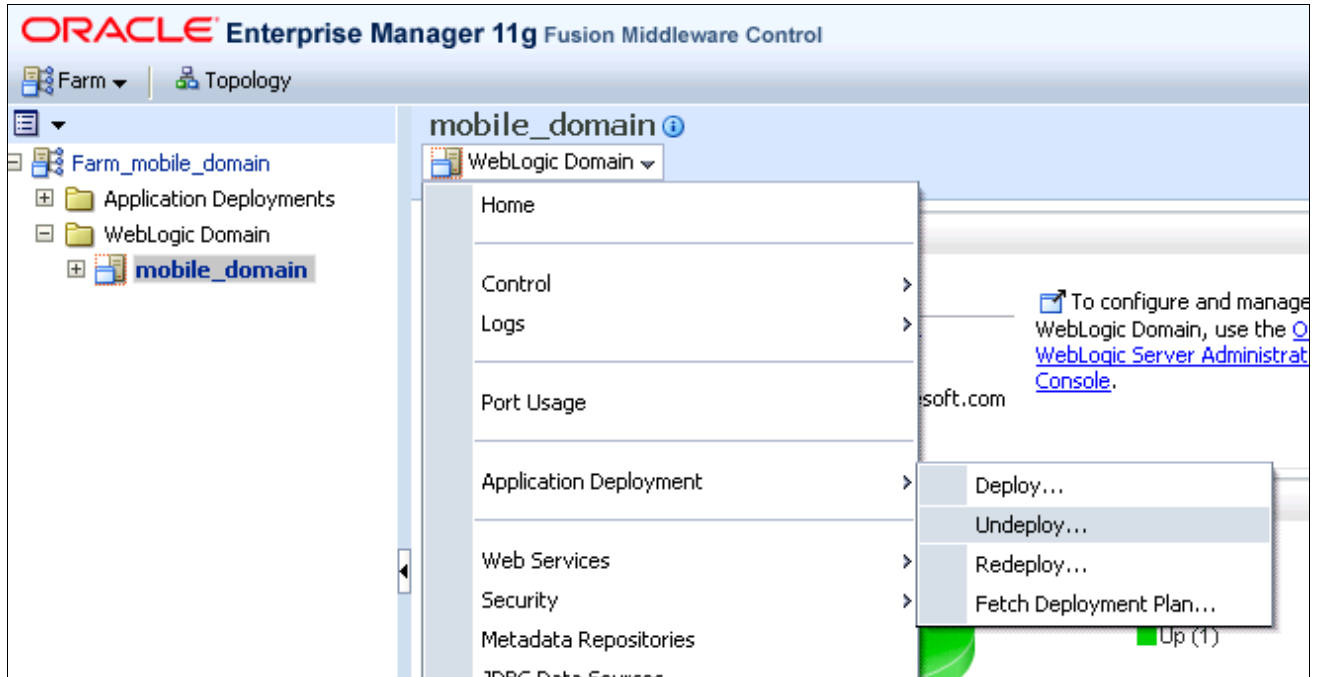 ORACLE Enterprise Manager 11g Fusion Middleware Control
Farm
Topology
Farm_mobile_domain
Application Deployments
WebLogic Domain
mobile_domain
mobile_domain
WebLogic Domain
Home
Control
Logs
Port Usage
Application Deployment
Web Services
Security
Metadata Repositories
Deploy...
Undeploy...
Redeploy...
Fetch Deployment Plan...
To configure and manage
WebLogic Domain, use the O
WebLogic Server Administrat
Console.
soft.com
Up (1)